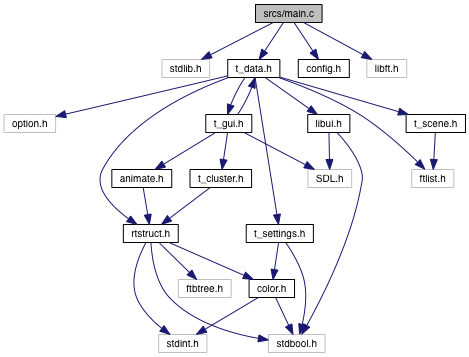 srcs/main.c
stdlib.h
t_data.h
config.h
libft.h
option.h
t_gui.h
libui.h
t_scene.h
animate.h
t_cluster.h
SDL.h
ftlist.h
rtstruct.h
t_settings.h
ftbtree.h
color.h
stdint.h
stdbool.h